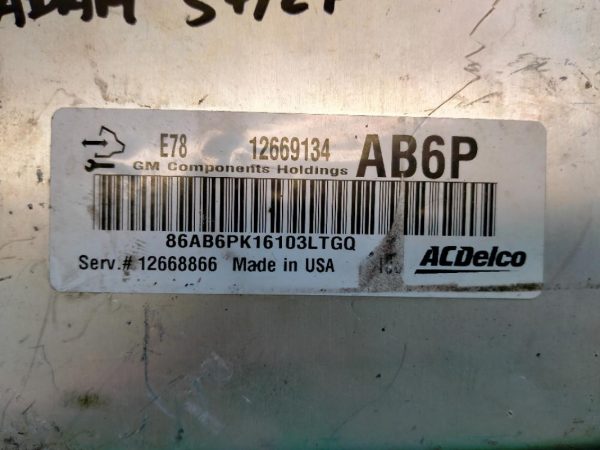 E78 12669134 AB6P
GM Components Holdings
86AB6PK16103LTGQ
Serv.# 12668866 Made in USA ACDelco